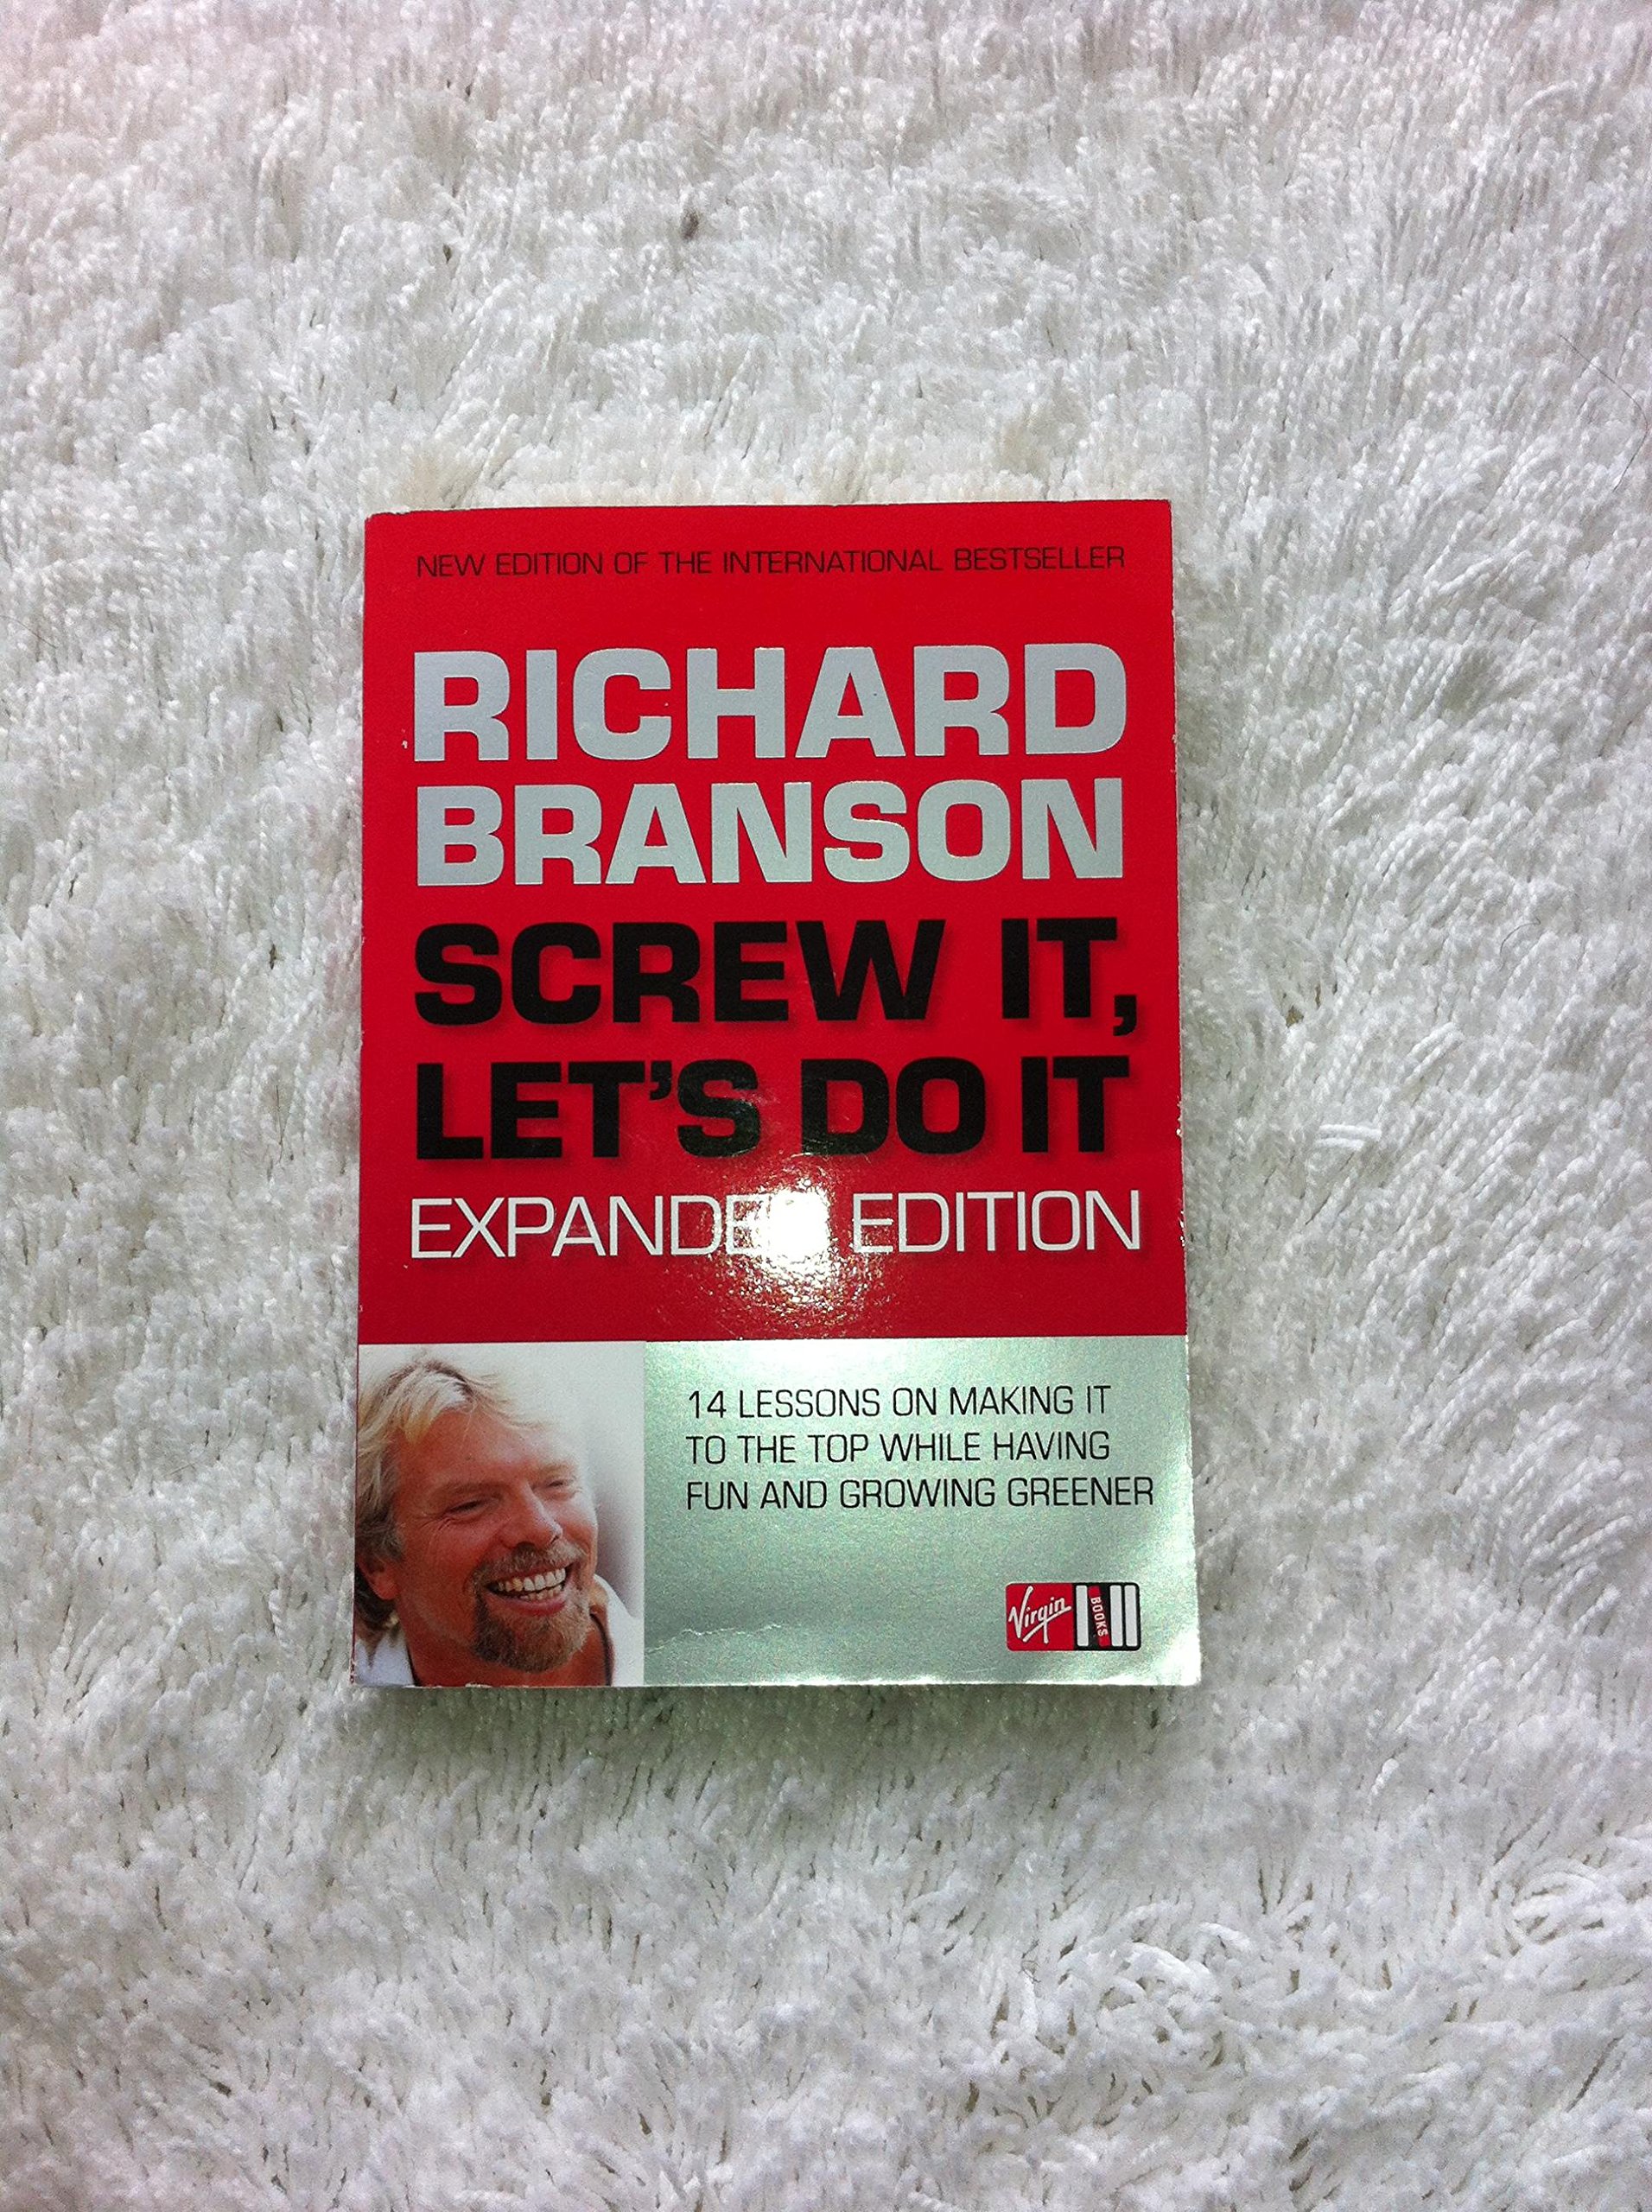 NEW EDITION OF THE INTERNATIONAL BESTSELLER
RICHARD
BRANSON
SCREW IT,
LET'S DO IT
EXPANDED EDITION
14 LESSONS ON MAKING IT
TO THE TOP WHILE HAVING
FUN AND GROWING GREENER
Virgin BOOKS